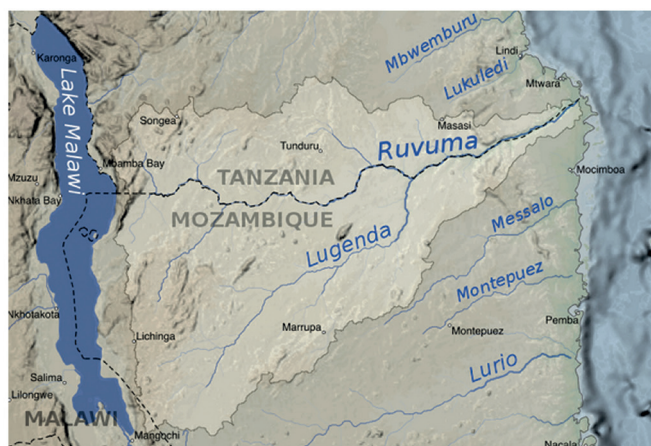 Karonga
Lake Malawi
Mbwemburu
Lindi
Lukuledi
Mtwara
Songea
Masasi
Tunduru
Ruvuma
Mbamba Bay
Mzuzu
TANZANIA
Mocimboa
Nkhata Bay
MOZAMBIQUE
Messalo
Lugenda
Montepuez
Nkhotakota
Pemba
Marrupa
Montepuez
Lichinga
Lurio
Salima
Lilongwe
MALAWI
Mangochi
Nacala